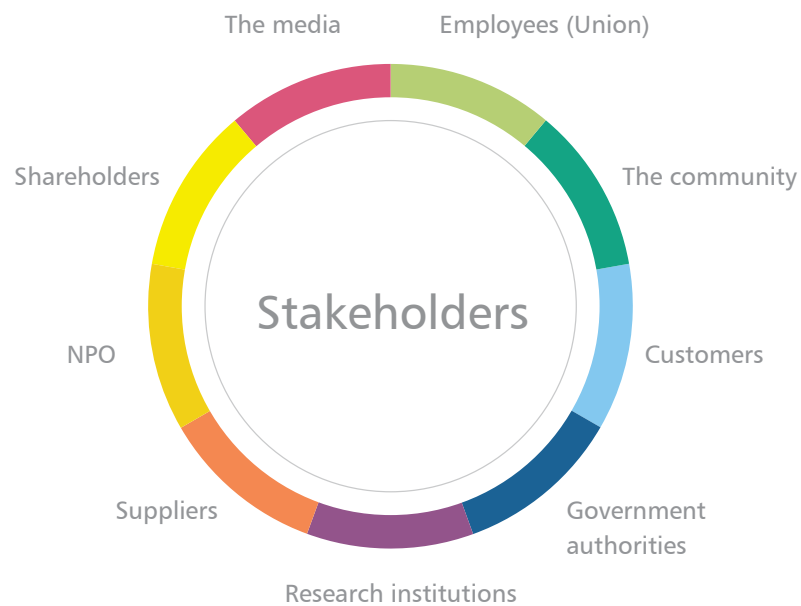 The media
Employees (Union)
Shareholders
The community
Stakeholders
NPO
Customers
Suppliers
Government
authorities
Research institutions